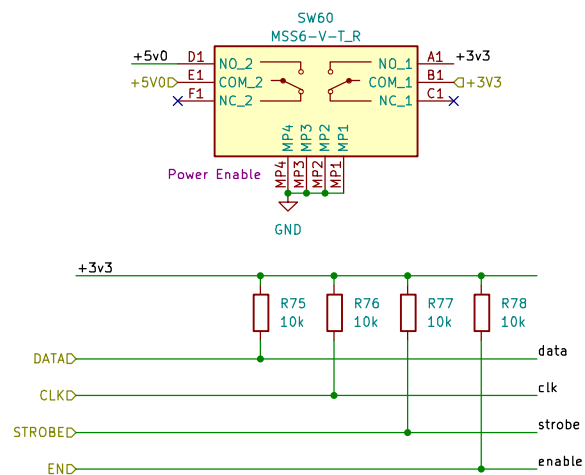 SW60
MSS6-V-T_R
+5v0 D1 NO_2 NO_1 A1 +3v3
+5V0 E1 COM_2 COM_1 B1 +3V3
F1 NC_2 NC_1 C1
MP4 MP3 MP2 MP1
MP4 MP3 MP2 MP1
Power Enable
GND
+3v3
R75 R76 R77 R78
10k 10k 10k 10k
DATA data
CLK clk
STROBE strobe
EN enable